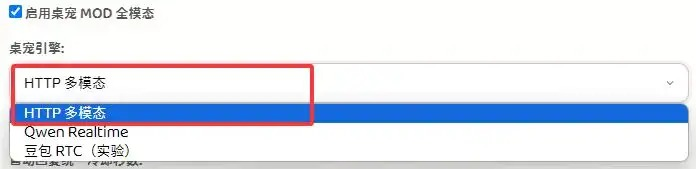 启用桌宠 MOD 全模态
桌宠引擎:
HTTP 多模态
HTTP 多模态
Qwen Realtime
豆包 RTC（实验）